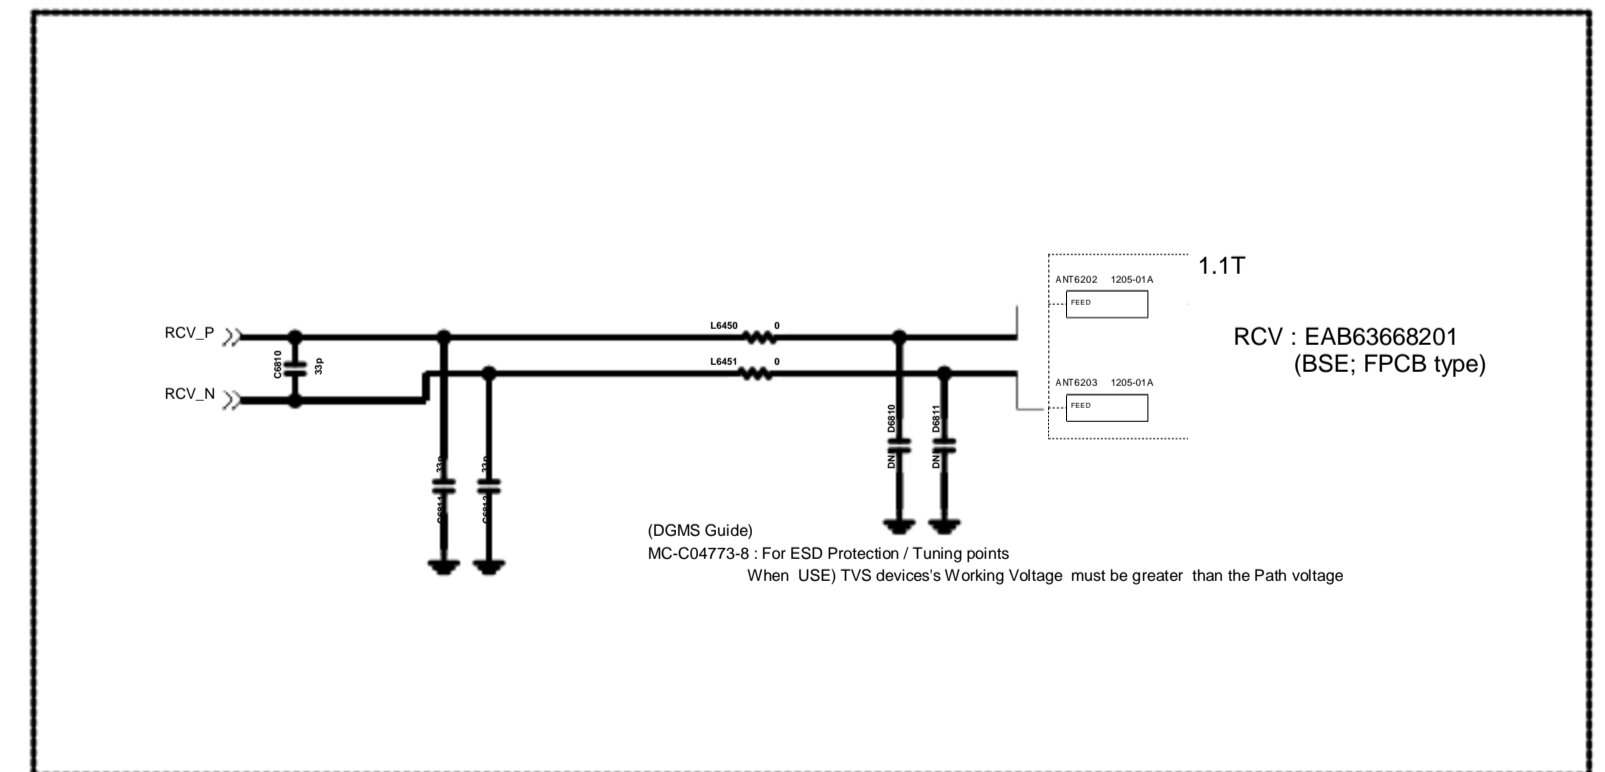 1.1T
ANT6202 1205-01A
FEED
RCV_P
L6450 0
RCV : EAB63668201
(BSE; FPCB type)
C6810
33p
L6451 0
RCV_N
ANT6203 1205-01A
FEED
D6810
D6811
33p
33p
DNI
DNI
C6811
C6812
(DGMS Guide)
MC-C04773-8 : For ESD Protection / Tuning points
When USE) TVS devices's Working Voltage must be greater than the Path voltage